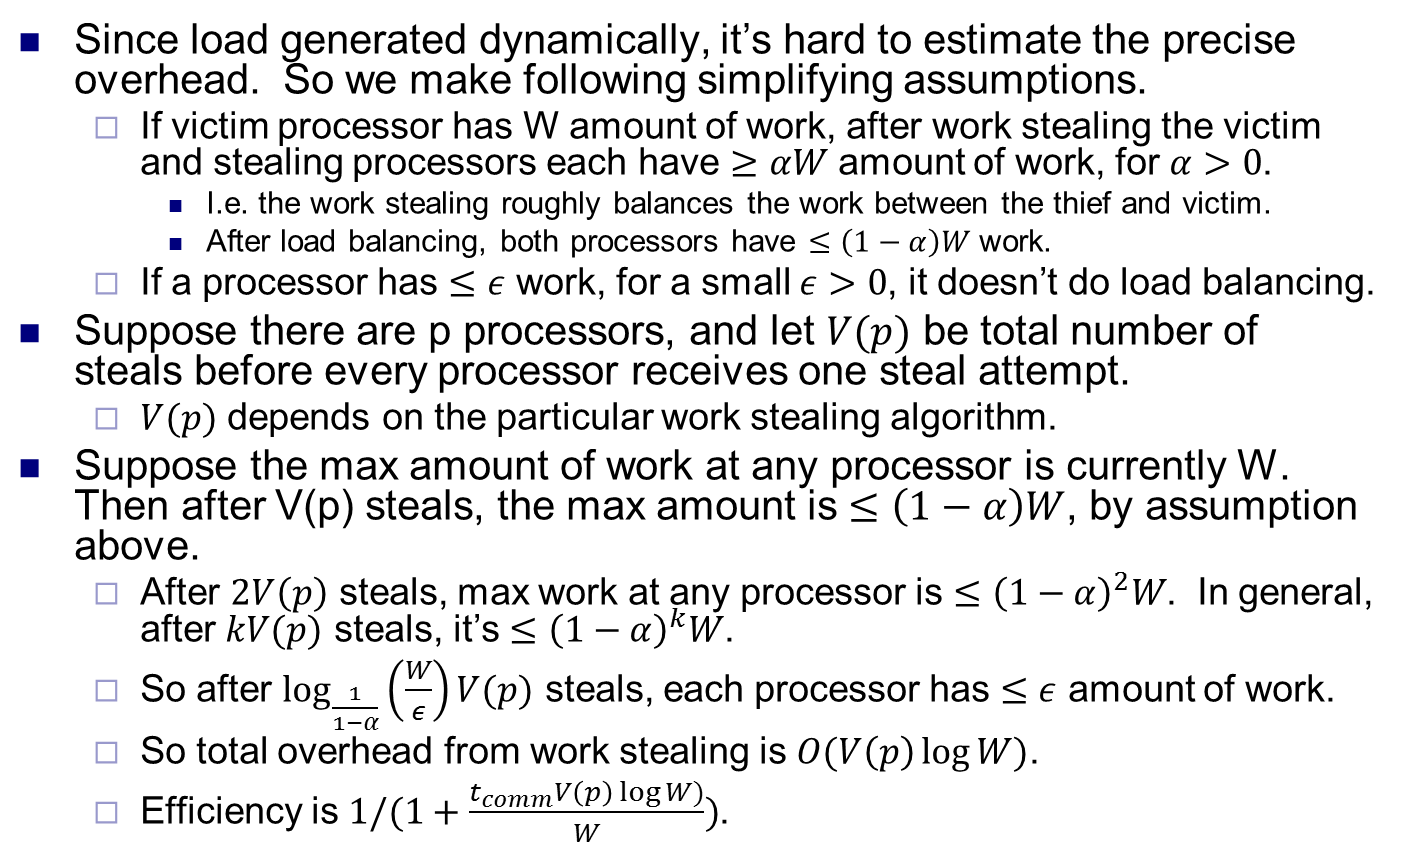 ■ Since load generated dynamically, it’s hard to estimate the precise
overhead.  So we make following simplifying assumptions.
□ If victim processor has W amount of work, after work stealing the victim
and stealing processors each have ≥ αW amount of work, for α > 0.
▪ I.e. the work stealing roughly balances the work between the thief and victim.
▪ After load balancing, both processors have ≤ (1 − α)W work.
□ If a processor has ≤ ϵ work, for a small ϵ > 0, it doesn’t do load balancing.
■ Suppose there are p processors, and let V(p) be total number of
steals before every processor receives one steal attempt.
□ V(p) depends on the particular work stealing algorithm.
■ Suppose the max amount of work at any processor is currently W.
Then after V(p) steals, the max amount is ≤ (1 − α)W, by assumption
above.
□ After 2V(p) steals, max work at any processor is ≤ (1 − α)²W.  In general,
after kV(p) steals, it’s ≤ (1 − α)ᵏW.
□ So after log_{1/(1−α)} (W/ϵ) V(p) steals, each processor has ≤ ϵ amount of work.
□ So total overhead from work stealing is O(V(p) log W).
□ Efficiency is 1/(1 + t_{comm}V(p) log W)/W).